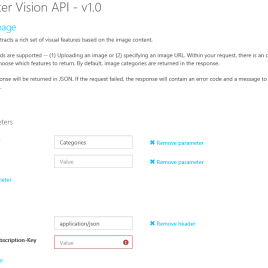 er Vision API - v1.0
nage
tracts a rich set of visual features based on the image content.
ds are supported -- (1) Uploading an image or (2) specifying an image URL. Within your request, there is an o
hoose which features to return. By default, image categories are returned in the response.
onse will be returned in JSON. If the request failed, the response will contain an error code and a message to
eters
Categories
Remove parameter
Value
Remove parameter
meter
application/json
Remove header
bscription-Key
Value